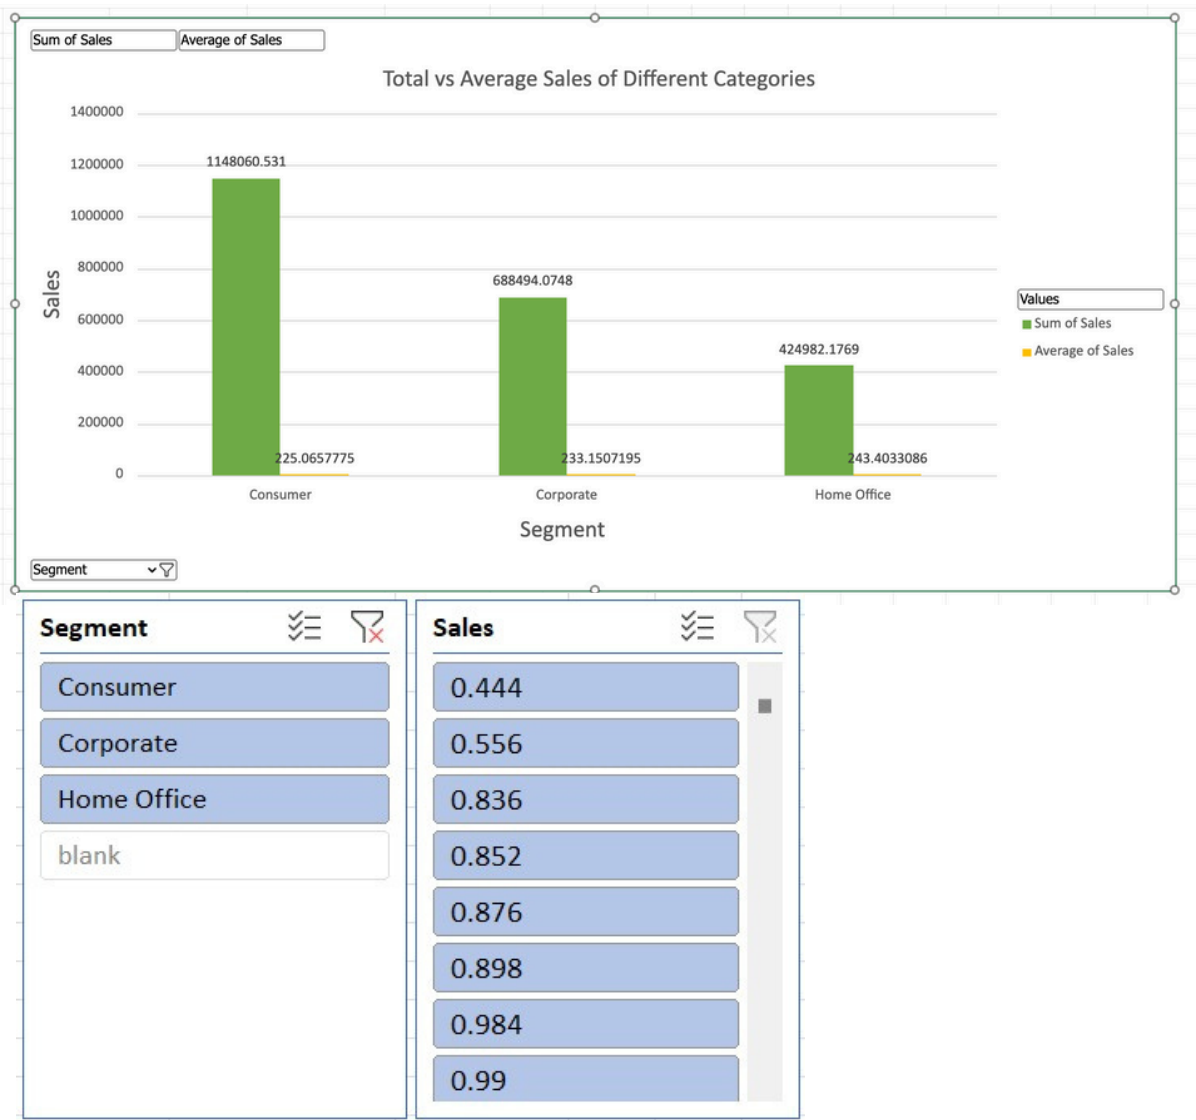 Sum of Sales Average of Sales
Total vs Average Sales of Different Categories
1400000
1200000
1000000
800000
600000
400000
200000
0
Sales
1148060.531
688494.0748
424982.1769
225.0657775
233.1507195
243.4033086
Consumer Corporate Home Office
Segment
Values
Sum of Sales
Average of Sales
Segment
Segment
Consumer
Corporate
Home Office
blank
Sales
0.444
0.556
0.836
0.852
0.876
0.898
0.984
0.99